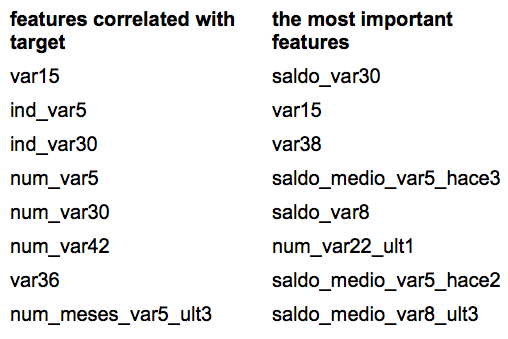 features correlated with target
the most important features
var15
saldo_var30
ind_var5
var15
ind_var30
var38
num_var5
saldo_medio_var5_hace3
num_var30
saldo_var8
num_var42
num_var22_ult1
var36
saldo_medio_var5_hace2
num_meses_var5_ult3
saldo_medio_var8_ult3